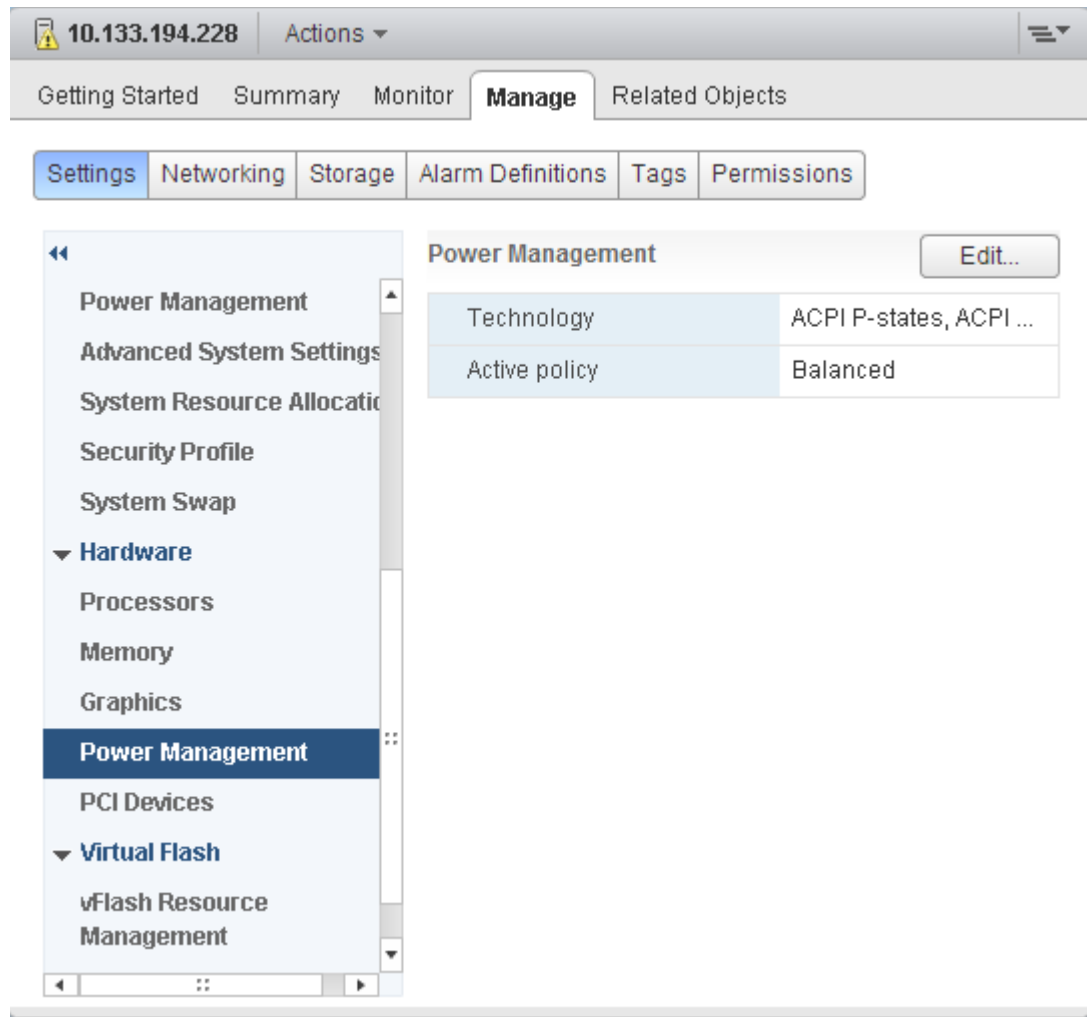 10.133.194.228 Actions
Getting Started Summary Monitor Manage Related Objects
Settings Networking Storage Alarm Definitions Tags Permissions
Power Management
Advanced System Settings
System Resource Allocatic
Security Profile
System Swap
Hardware
Processors
Memory
Graphics
Power Management
PCI Devices
Virtual Flash
vFlash Resource
Management
Power Management Edit...
Technology ACPI P-states, ACPI ...
Active policy Balanced